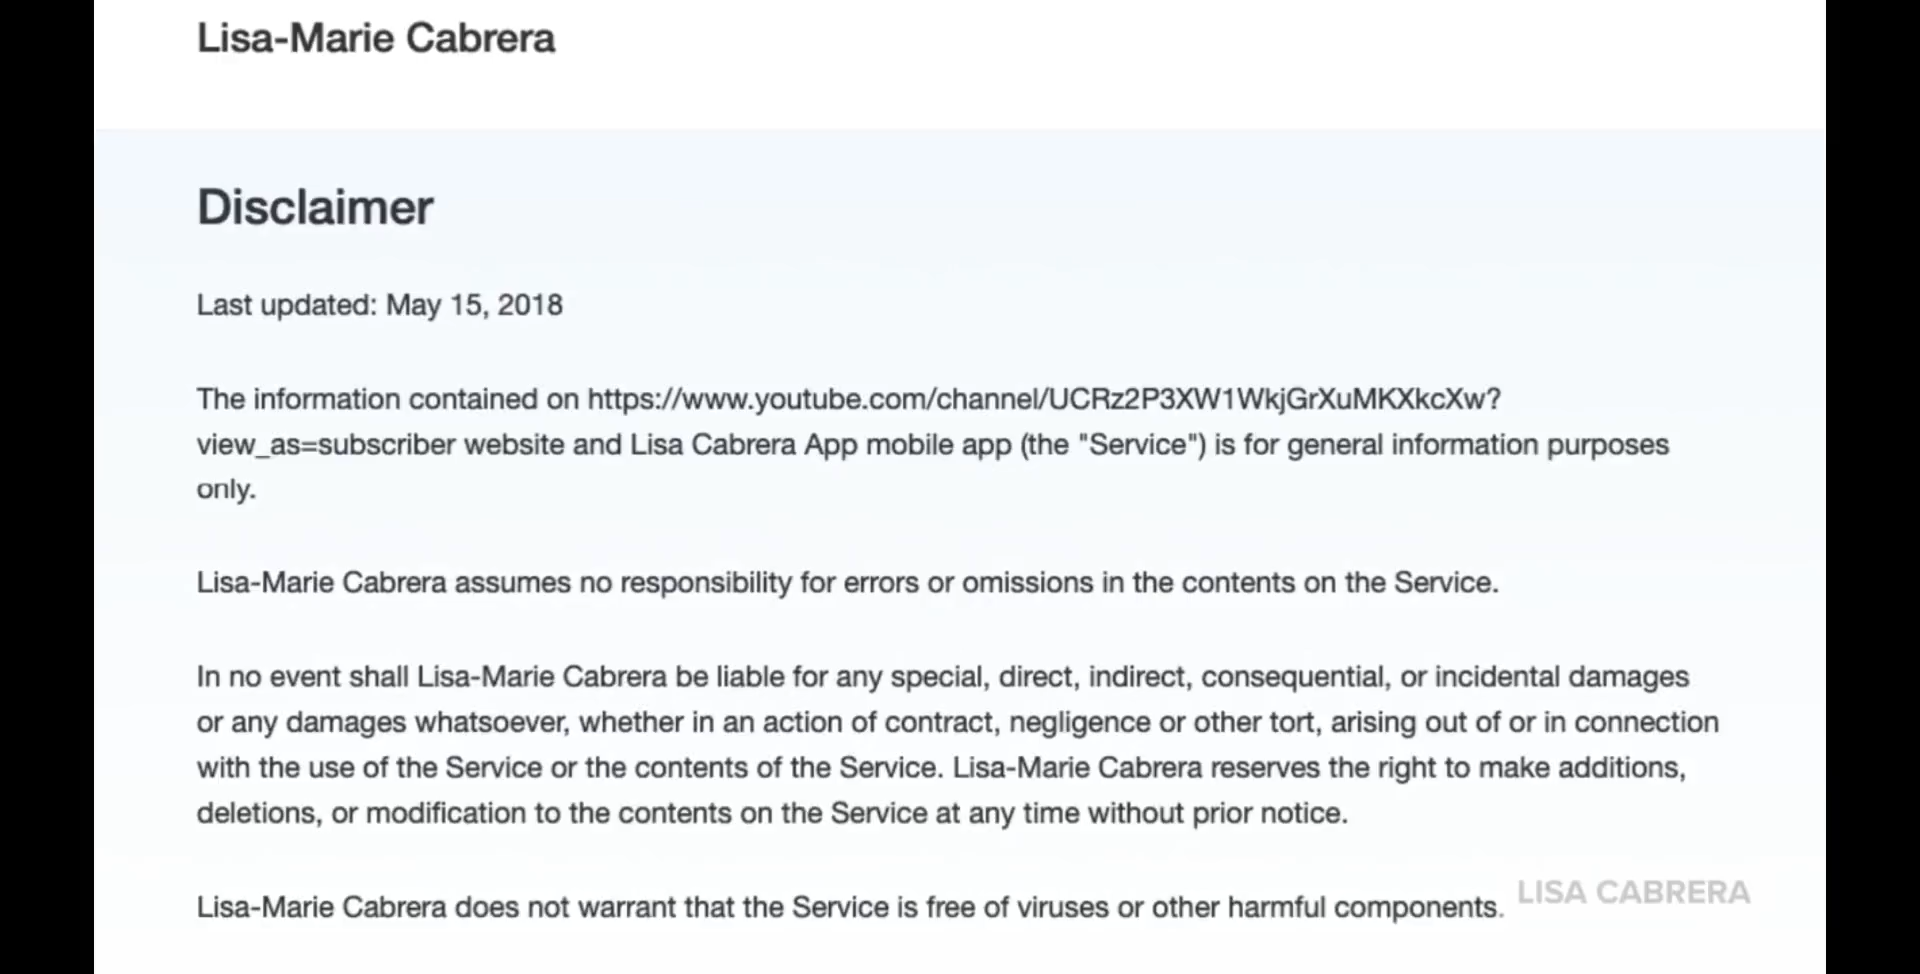 Lisa-Marie Cabrera
Disclaimer
Last updated: May 15, 2018
The information contained on https://www.youtube.com/channel/UCRz2P3XW1WkjGrXuMKXkcXw?
view_as=subscriber website and Lisa Cabrera App mobile app (the "Service") is for general information purposes
only.
Lisa-Marie Cabrera assumes no responsibility for errors or omissions in the contents on the Service.
In no event shall Lisa-Marie Cabrera be liable for any special, direct, indirect, consequential, or incidental damages
or any damages whatsoever, whether in an action of contract, negligence or other tort, arising out of or in connection
with the use of the Service or the contents of the Service. Lisa-Marie Cabrera reserves the right to make additions,
deletions, or modification to the contents on the Service at any time without prior notice.
Lisa-Marie Cabrera does not warrant that the Service is free of viruses or other harmful components.
LISA CABRERA